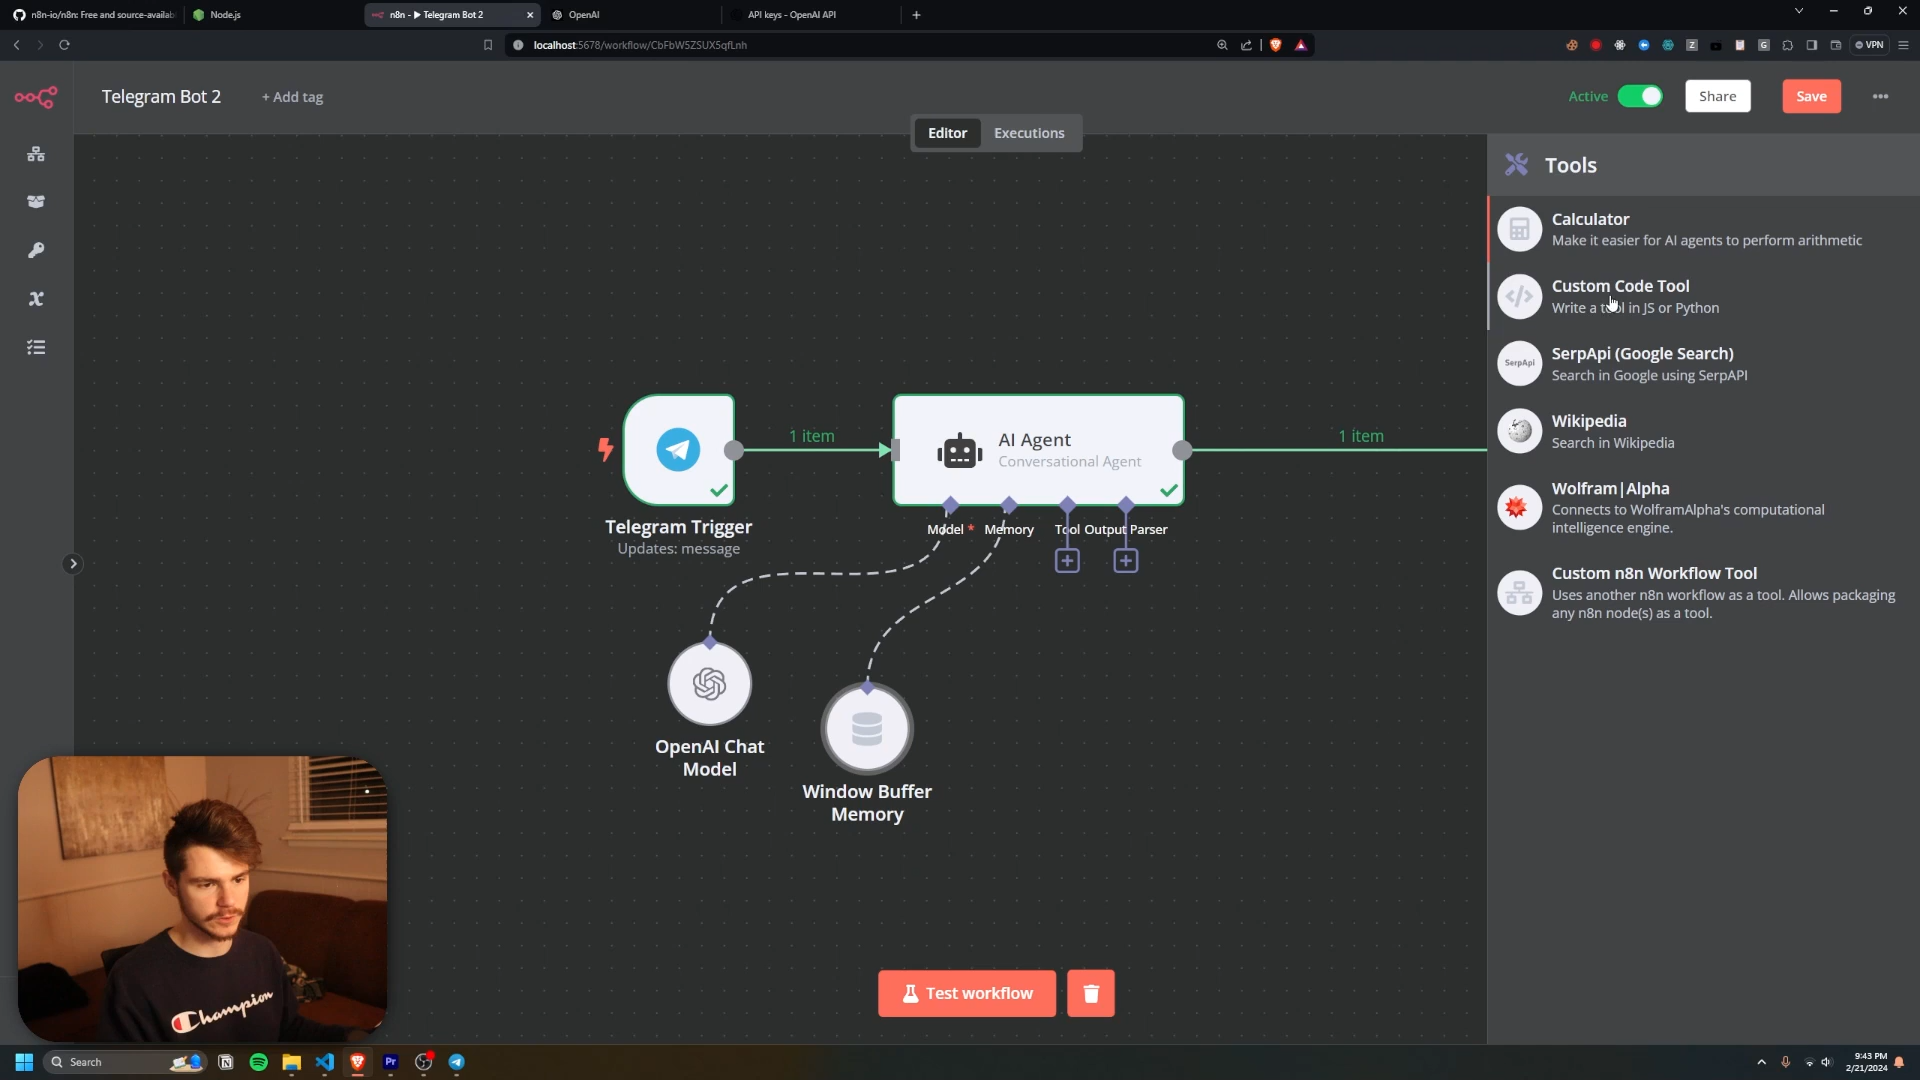 n8n-io/n8n: Free and source-availab
Node.js
n8n - ▶ Telegram Bot 2
OpenAI
API keys - OpenAI API
localhost:5678/workflow/CbFbW5ZSUX5qfLnh
VPN
Telegram Bot 2
+ Add tag
Active
Share
Save
Editor
Executions
Tools
Calculator
Make it easier for AI agents to perform arithmetic
Custom Code Tool
Write a tool in JS or Python
SerpApi
SerpApi (Google Search)
Search in Google using SerpAPI
Wikipedia
Search in Wikipedia
Wolfram|Alpha
Connects to WolframAlpha's computational
intelligence engine.
Custom n8n Workflow Tool
Uses another n8n workflow as a tool. Allows packaging
any n8n node(s) as a tool.
1 item
AI Agent
Conversational Agent
1 item
Telegram Trigger
Updates: message
Model *
Memory
Tool
Output Parser
OpenAI Chat
Model
Window Buffer
Memory
Test workflow
Champion
Search
Pr
9:43 PM
2/21/2024